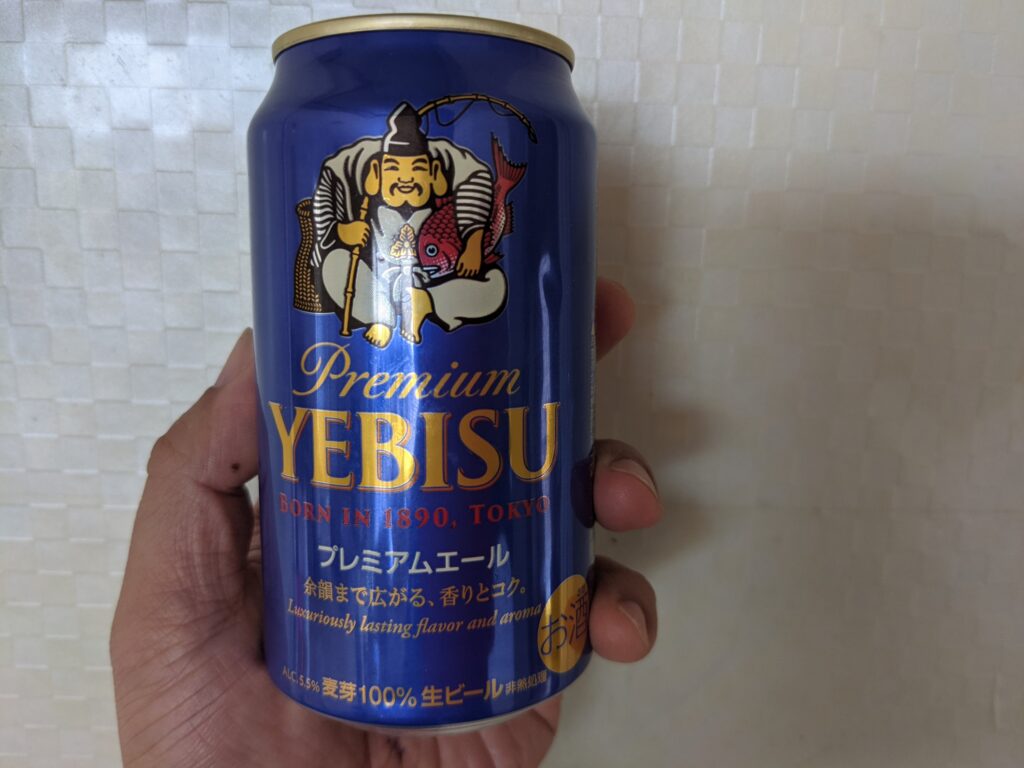 Premium
YEBISU
BORN IN 1890, TOKYO
プレミアムエール
余韻まで広がる、香りとコク。
Luxuriously lasting flavor and aroma
お酒
ALC. 5.5% 麦芽100% 生ビール 非熱処理